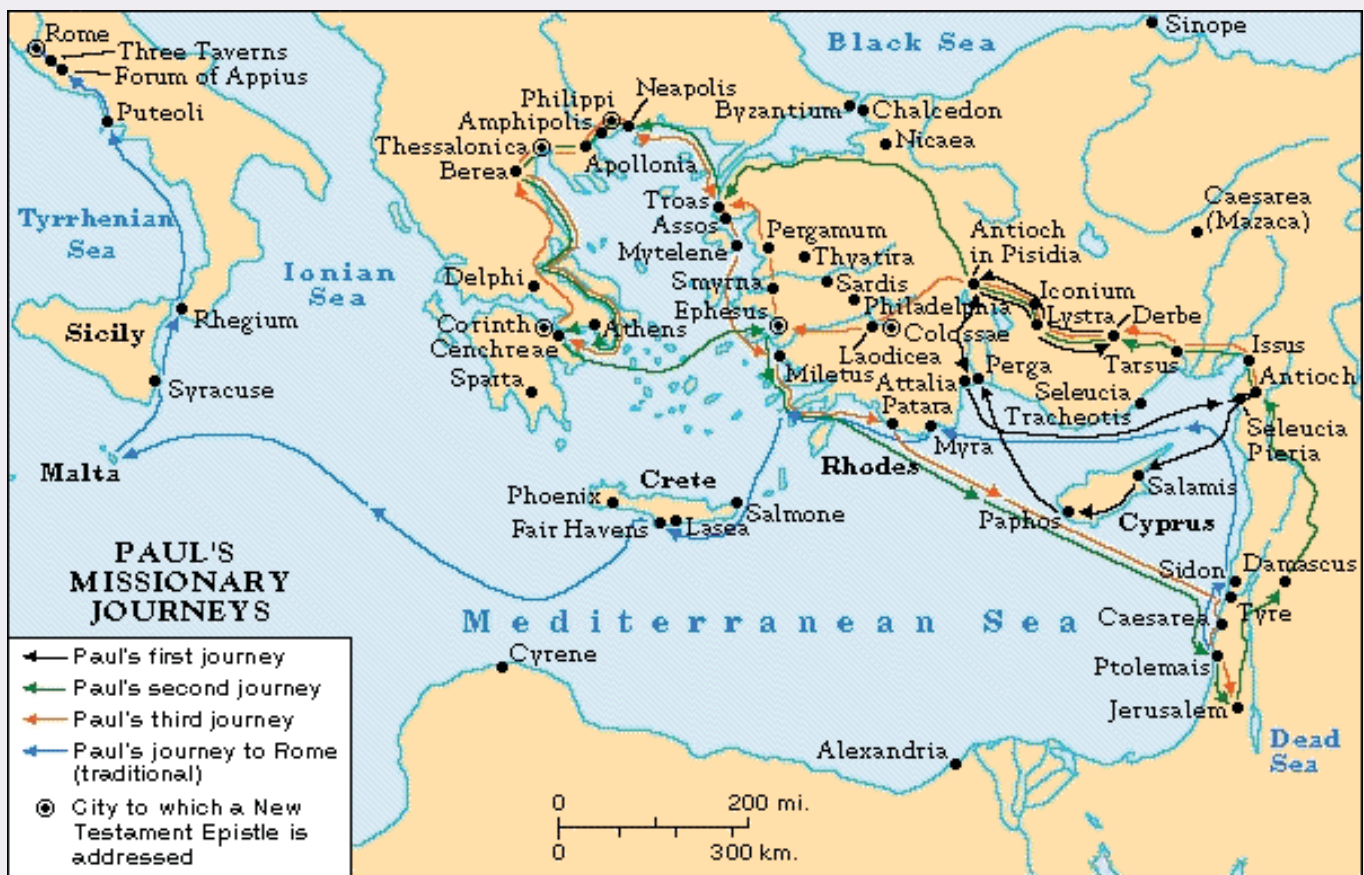 Rome
Three Taverns
Forum of Appius
Puteoli
Tyrrhenian
Sea
Ionian
Sea
Sicily
Rhegium
Syracuse
Malta
Black Sea
Sinope
Philippi
Neapolis
Amphipolis
Thessalonica
Apollonia
Berea
Byzantium
Chalcedon
Nicaea
Troas
Assos
Mytelene
Pergamum
Thyatira
Smyrna
Sardis
Ephesus
Philadelphia
Colossae
Laodicea
Miletus
Antioch
in Pisidia
Caesarea
(Mazaca)
Iconium
Lystra
Derbe
Tarsus
Issus
Antioch
Seleucia
Pieria
Perga
Attalia
Seleucia
Tracheotis
Patara
Myra
Rhodes
Delphi
Corinth
Athens
Cenchreae
Sparta
Crete
Phoenix
Fair Havens
Lasea
Salmone
Salamis
Paphos
Cyprus
Sidon
Damascus
Tyre
Caesarea
Ptolemais
Jerusalem
Dead
Sea
Mediterranean Sea
Cyrene
Alexandria
PAUL'S
MISSIONARY
JOURNEYS
Paul's first journey
Paul's second journey
Paul's third journey
Paul's journey to Rome
(traditional)
City to which a New
Testament Epistle is
addressed
0 200 mi.
0 300 km.